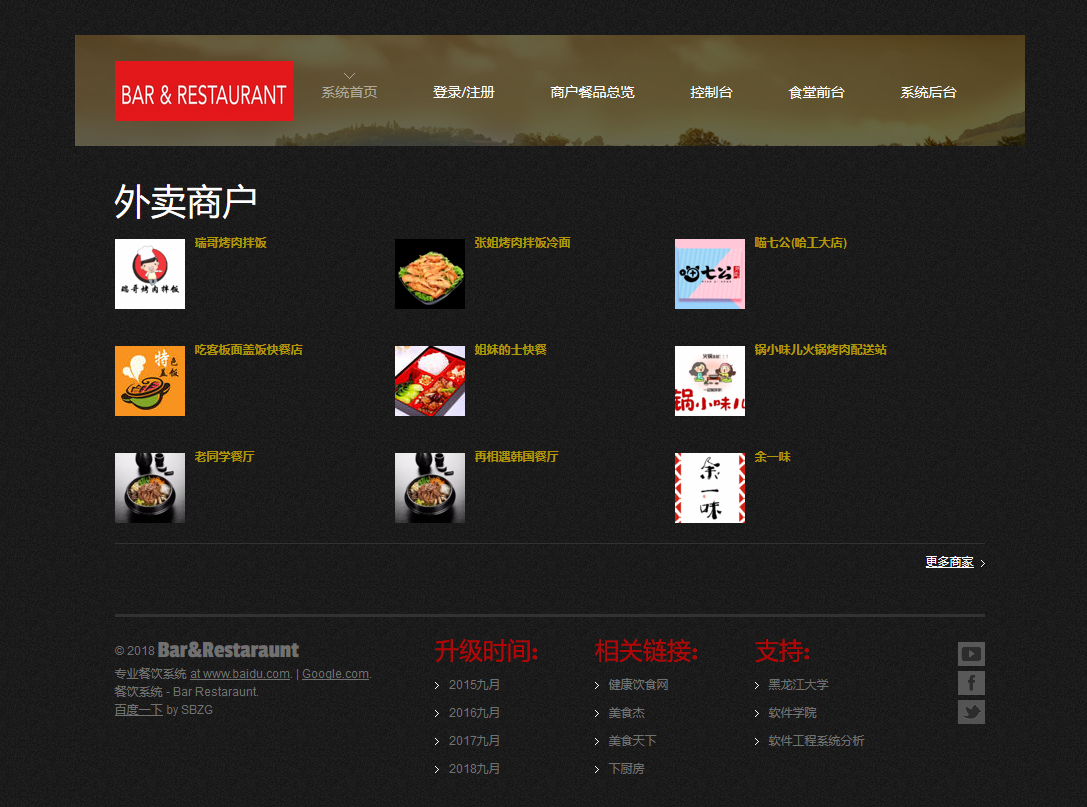 BAR & RESTAURANT
系统首页 登录/注册 商户餐品总览 控制台 食堂前台 系统后台
外卖商户
瑞哥烤肉拌饭 张姐烤肉拌饭冷面 喵七公(哈工大店)
瑞哥烤肉拌饭
喵七公
吃客板面盖饭快餐店 姐妹的士快餐 锅小味儿火锅烤肉配送站
特色盖饭
锅小味儿
老同学餐厅 再相遇韩国餐厅 余一味
余一味
更多商家
© 2018 Bar&Restaraunt
专业餐饮系统 at www.baidu.com. | Google.com.
餐饮系统 - Bar Restaraunt.
百度一下 by SBZG
升级时间:
2015九月
2016九月
2017九月
2018九月
相关链接:
健康饮食网
美食杰
美食天下
下厨房
支持:
黑龙江大学
软件学院
软件工程系统分析